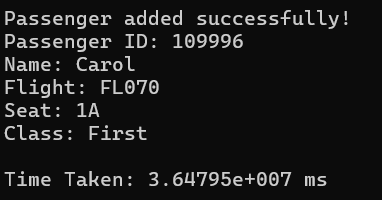 Passenger added successfully!
Passenger ID: 109996
Name: Carol
Flight: FL070
Seat: 1A
Class: First
Time Taken: 3.64795e+007 ms